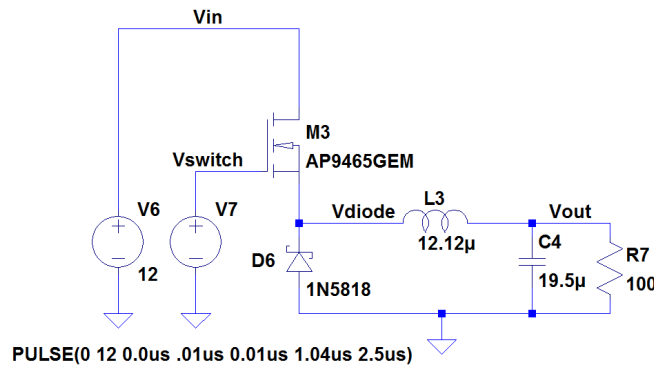 Vin
M3
Vswitch
AP9465GEM
V6
V7
Vdiode
L3
Vout
12.12µ
C4
R7
D6
12
19.5µ
100
1N5818
PULSE(0 12 0.0us .01us 0.01us 1.04us 2.5us)